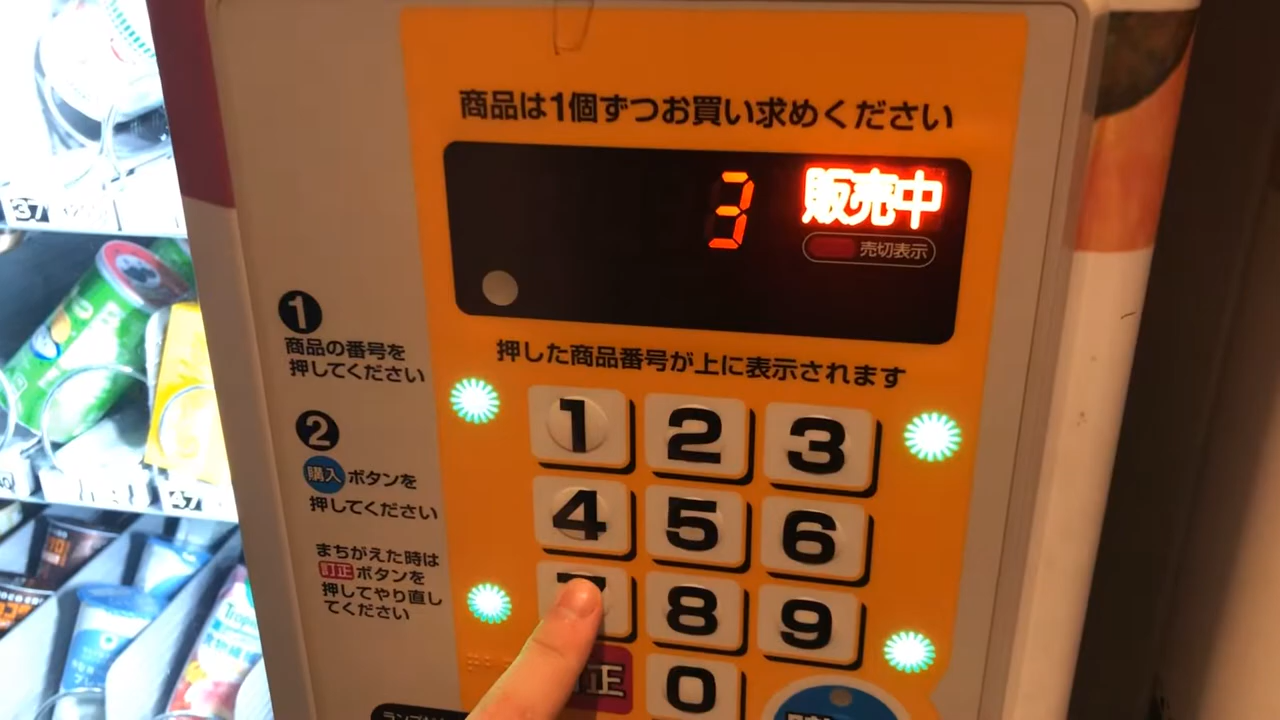 商品は1個ずつお買い求めください
3 販売中
売切表示
押した商品番号が上に表示されます
1
商品の番号を
押してください
2
購入 ボタンを
押してください
まちがえた時は
訂正 ボタンを
押してやり直し
てください
1 2 3
4 5 6
7 8 9
正 0
37
47